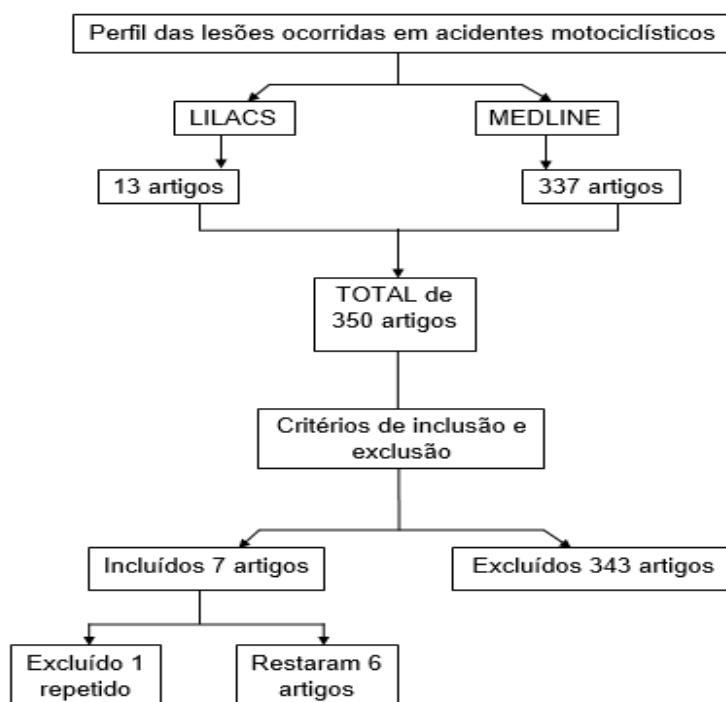 Perfil das lesões ocorridas em acidentes motociclísticos
LILACS
MEDLINE
13 artigos
337 artigos
TOTAL de
350 artigos
Critérios de inclusão e
exclusão
Incluídos 7 artigos
Excluídos 343 artigos
Excluído 1
repetido
Restaram 6
artigos